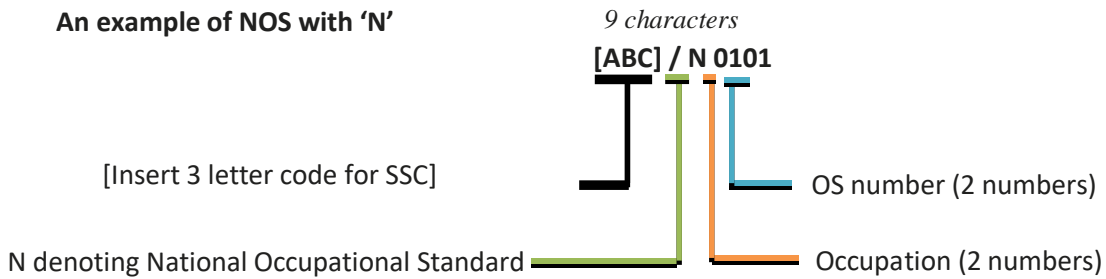 An example of NOS with ‘N’
9 characters
[ABC] / N 0101
[Insert 3 letter code for SSC]
OS number (2 numbers)
N denoting National Occupational Standard
Occupation (2 numbers)